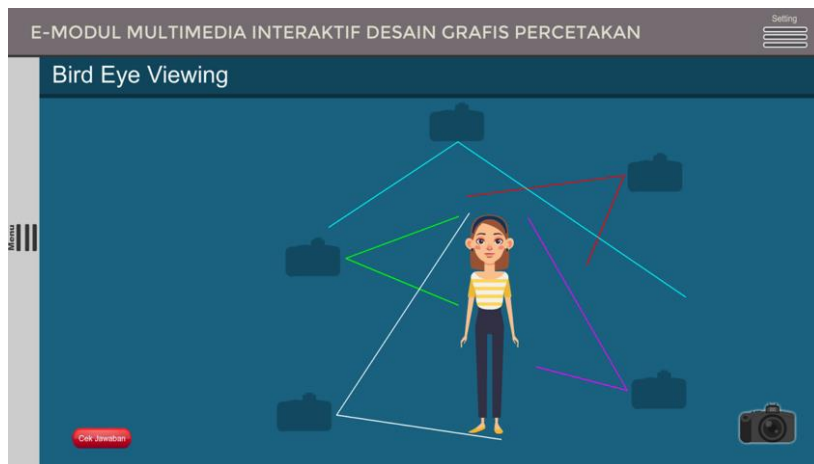 E-MODUL MULTIMEDIA INTERAKTIF DESAIN GRAFIS PERCETAKAN
Setting
Bird Eye Viewing
Menu
Cek Jawaban